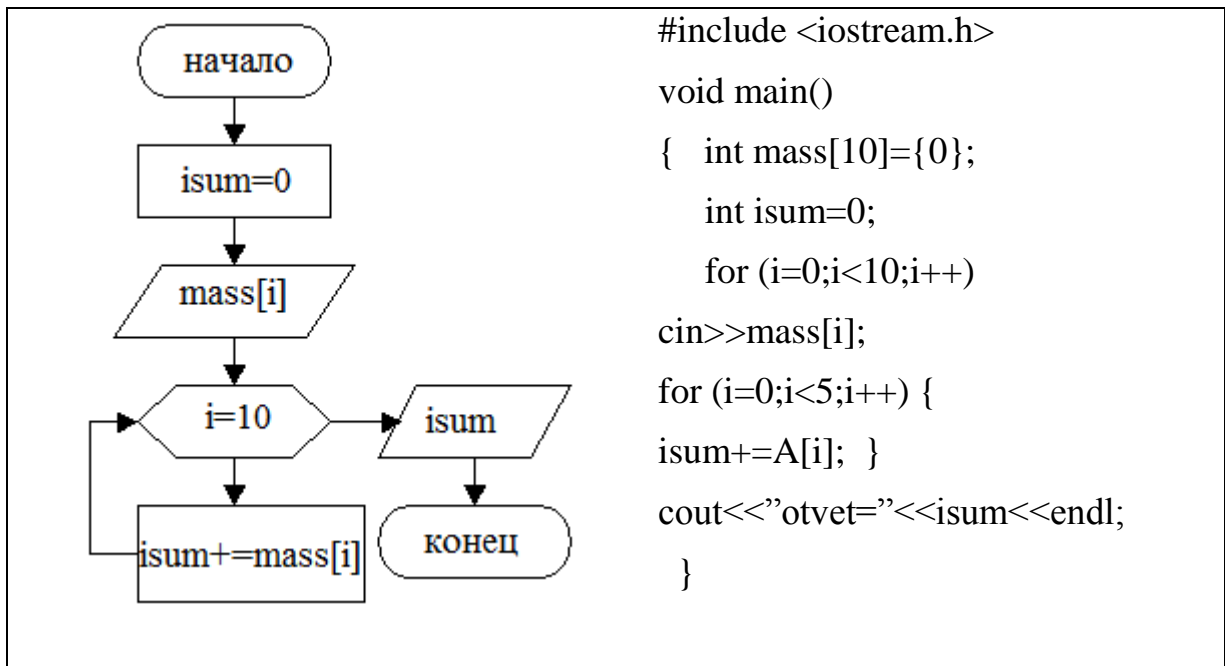 начало
isum=0
mass[i]
i=10
isum
isum+=mass[i]
конец
#include <iostream.h>
void main()
{ int mass[10]={0};
int isum=0;
for (i=0;i<10;i++)
cin>>mass[i];
for (i=0;i<5;i++) {
isum+=A[i]; }
cout<<”otvet=”<<isum<<endl;
}